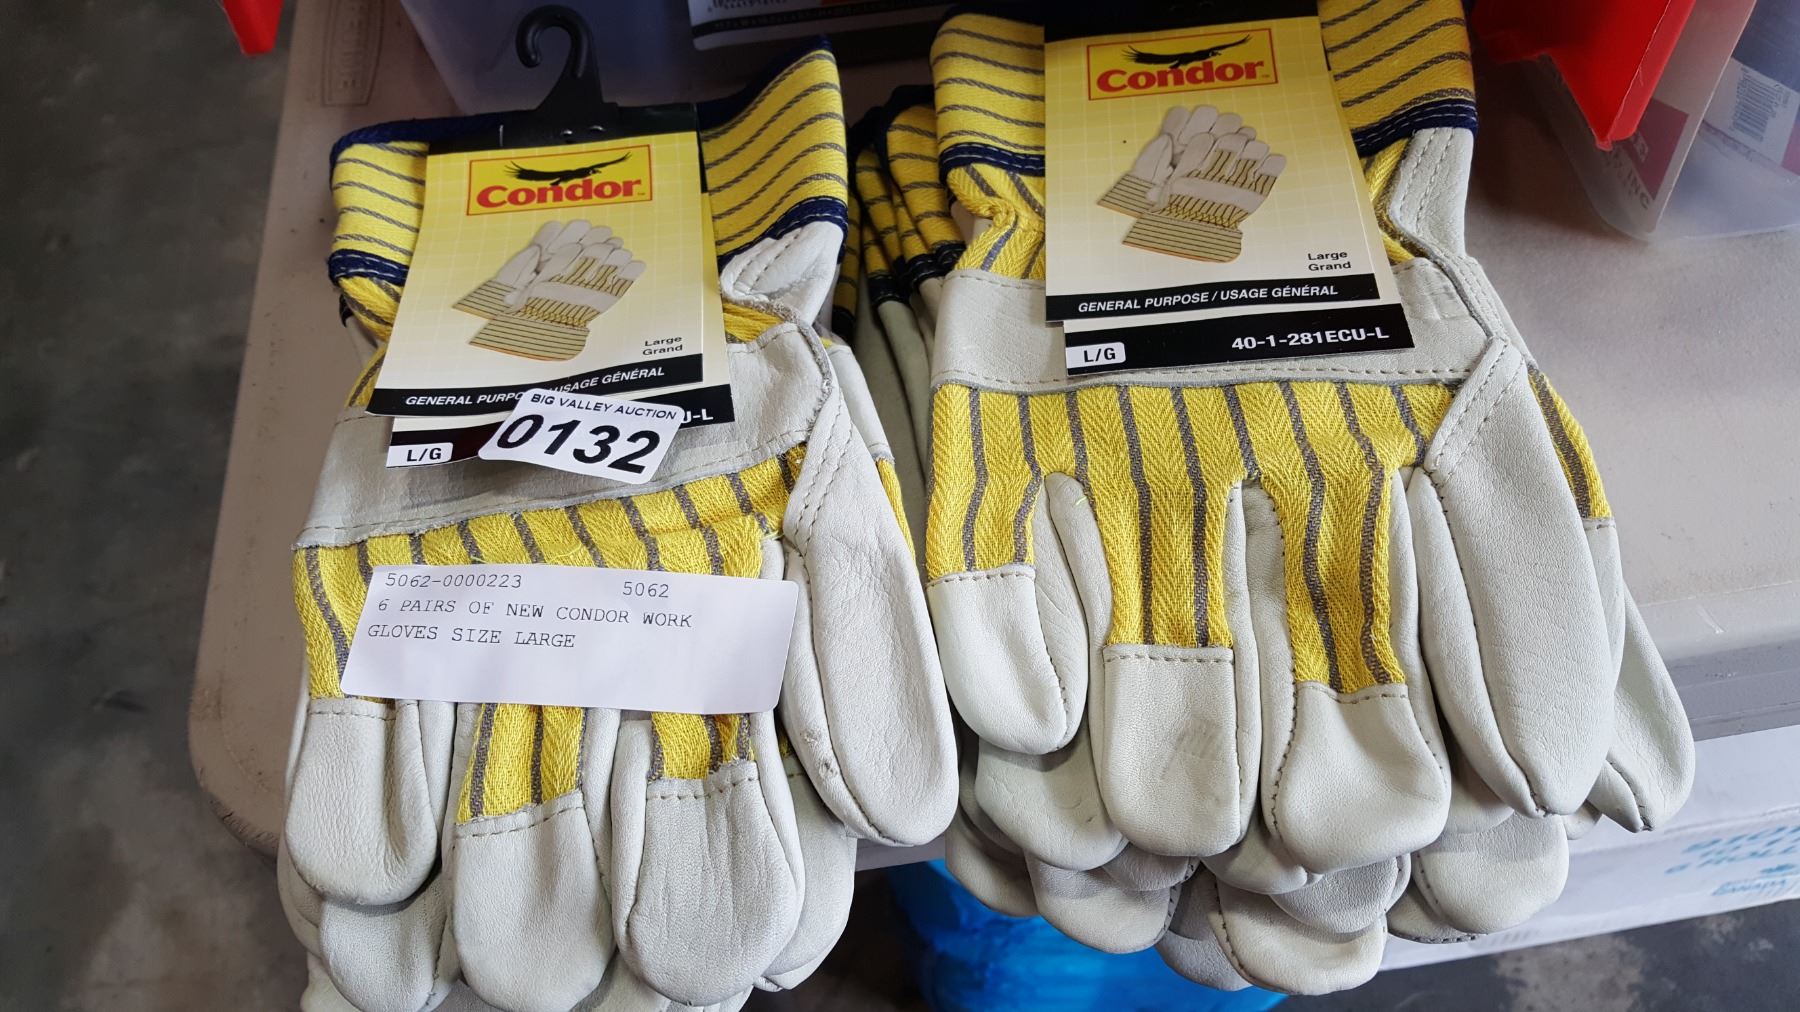 Condor
Large
Grand
GENERAL PURPO
USAGE GÉNÉRAL
J-L
L/G
BIG VALLEY AUCTION
0132
5062-0000223 5062
6 PAIRS OF NEW CONDOR WORK
GLOVES SIZE LARGE
Condor
Large
Grand
GENERAL PURPOSE / USAGE GÉNÉRAL
L/G 40-1-281ECU-L